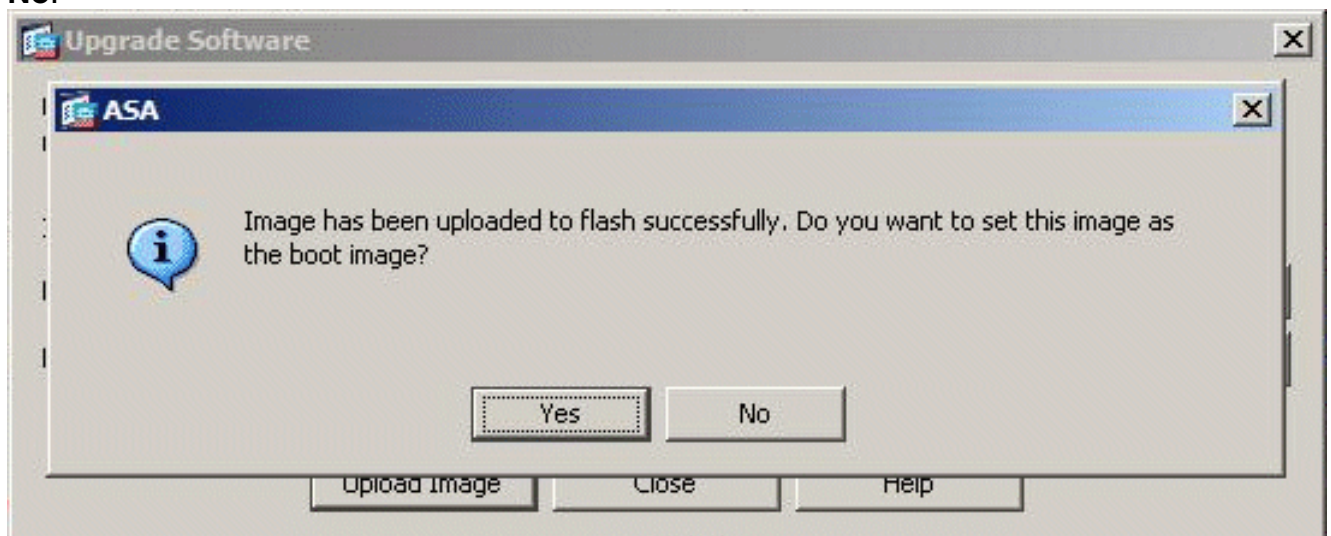 Upgrade Software
ASA
Image has been uploaded to flash successfully. Do you want to set this image as
the boot image?
Yes
No
Upload Image
Close
Help